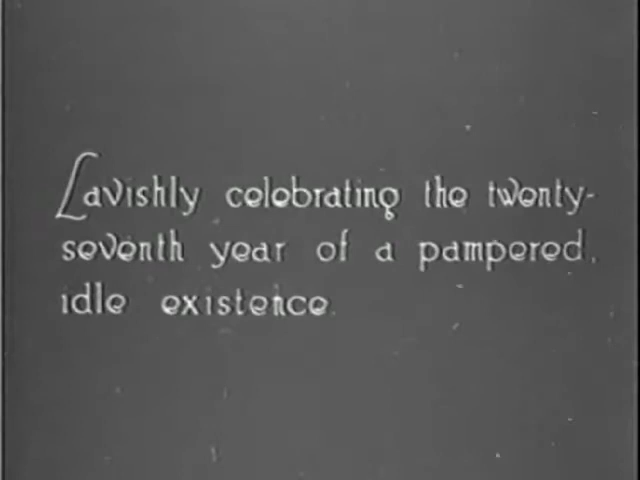 Lavishly celebrating the twenty-
seventh year of a pampered,
idle existence.